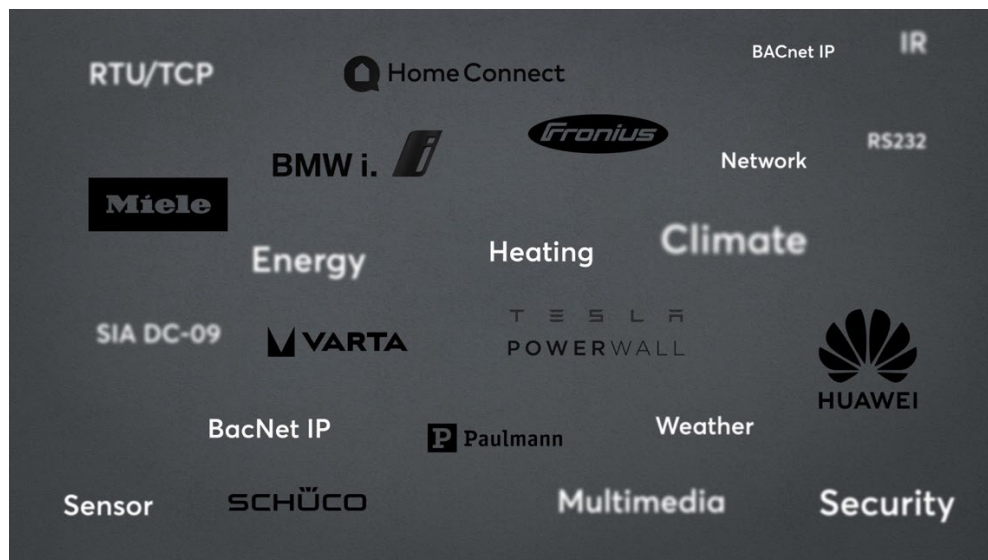 BACnet IP
IR
RTU/TCP
Home Connect
Fronius
RS232
BMW i.
Network
Miele
Climate
Heating
Energy
TESLA
POWERWALL
SIA DC-09
VARTA
HUAWEI
BacNet IP
Paulmann
Weather
Sensor
SCHÜCO
Multimedia
Security